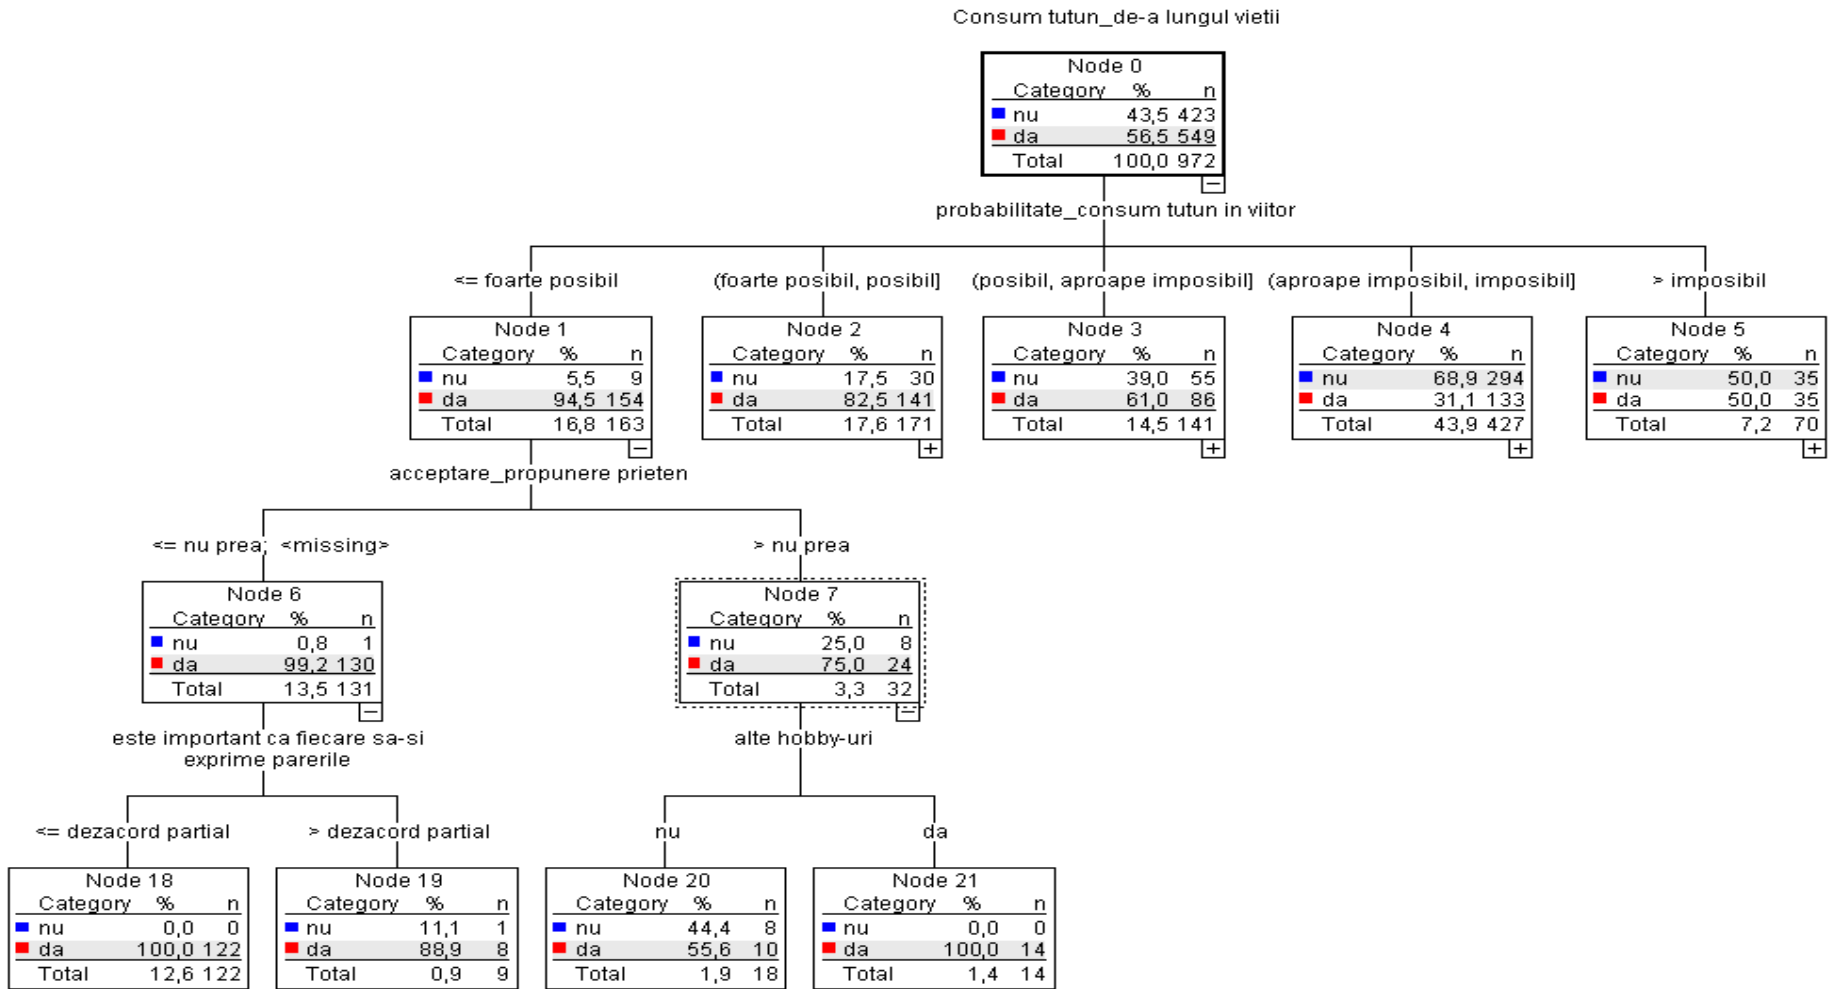 Consum tutun_de-a lungul vietii
Node 0
Category % n
nu 43,5 423
da 56,5 549
Total 100,0 972
probabilitate_consum tutun in viitor
<= foarte posibil
(foarte posibil, posibil]
(posibil, aproape imposibil]
(aproape imposibil, imposibil]
> imposibil
Node 1
Category % n
nu 5,5 9
da 94,5 154
Total 16,8 163
Node 2
Category % n
nu 17,5 30
da 82,5 141
Total 17,6 171
Node 3
Category % n
nu 39,0 55
da 61,0 86
Total 14,5 141
Node 4
Category % n
nu 68,9 294
da 31,1 133
Total 43,9 427
Node 5
Category % n
nu 50,0 35
da 50,0 35
Total 7,2 70
acceptare_propunere prieten
<= nu prea; <missing>
> nu prea
Node 6
Category % n
nu 0,8 1
da 99,2 130
Total 13,5 131
Node 7
Category % n
nu 25,0 8
da 75,0 24
Total 3,3 32
este important ca fiecare sa-si
exprime parerile
alte hobby-uri
<= dezacord partial
> dezacord partial
nu
da
Node 18
Category % n
nu 0,0 0
da 100,0 122
Total 12,6 122
Node 19
Category % n
nu 11,1 1
da 88,9 8
Total 0,9 9
Node 20
Category % n
nu 44,4 8
da 55,6 10
Total 1,9 18
Node 21
Category % n
nu 0,0 0
da 100,0 14
Total 1,4 14